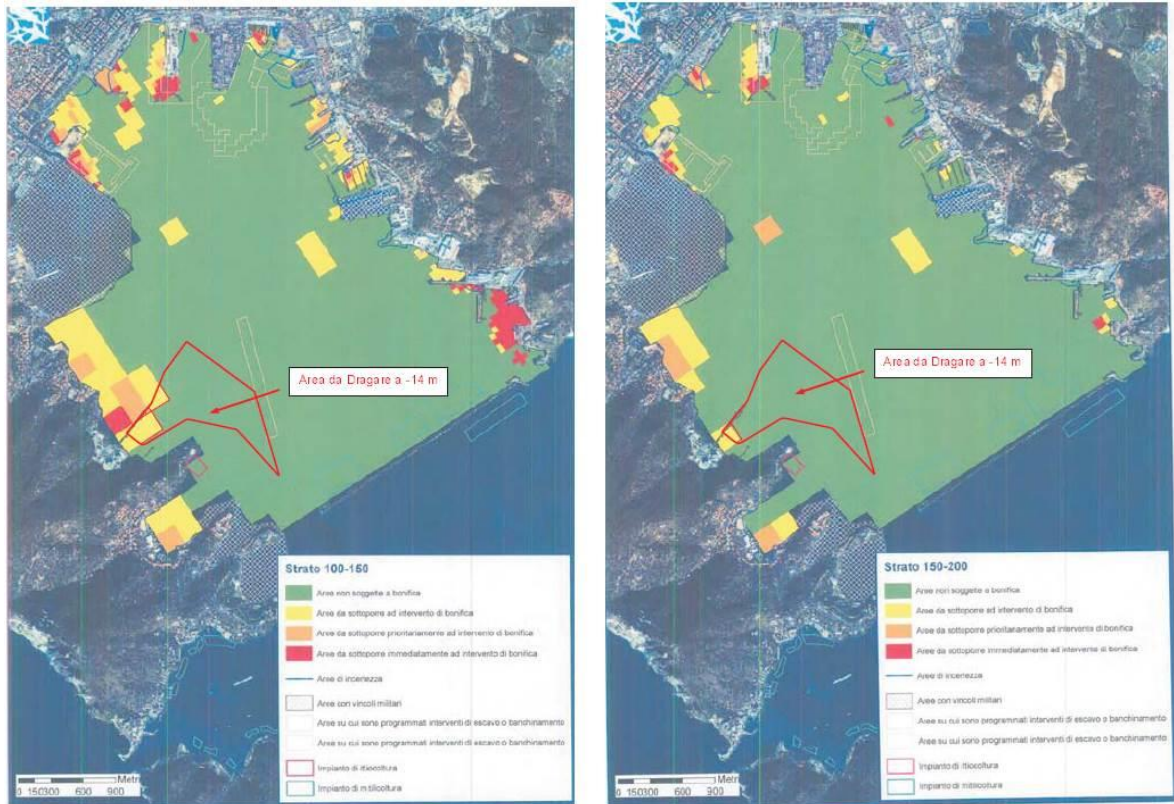 Area da Dragare a -14 m
Strato 100-150
Aree non soggette a bonifica
Aree da sottoporre ad intervento di bonifica
Aree da sottoporre prioritariamente ad intervento di bonifica
Aree da sottoporre immediatamente ad intervento di bonifica
Aree di incertezza
Aree con vincoli militari
Aree su cui sono programmati interventi di escavo o banchinamento
Aree su cui sono programmati interventi di escavo o banchinamento
Impianto di itticoltura
Impianto di mitilicoltura
Metri
0 150300 600 900
Area da Dragare a -14 m
Strato 150-200
Aree non soggette a bonifica
Aree da sottoporre ad intervento di bonifica
Aree da sottoporre prioritariamente ad intervento di bonifica
Aree da sottoporre immediatamente ad intervento di bonifica
Aree di incertezza
Aree con vincoli militari
Aree su cui sono programmati interventi di escavo o banchinamento
Aree su cui sono programmati interventi di escavo o banchinamento
Impianto di itticoltura
Impianto di mitilicoltura
Metri
0 150300 600 900